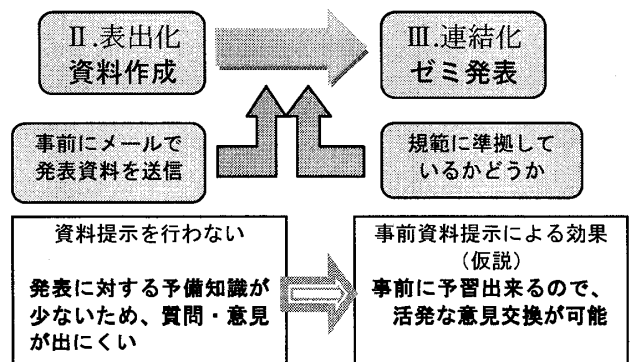 Ⅱ.表出化
資料作成
Ⅲ.連結化
ゼミ発表
事前にメールで
発表資料を送信
規範に準拠して
いるかどうか
資料提示を行わない
発表に対する予備知識が
少ないため、質問・意見
が出にくい
事前資料提示による効果
(仮説)
事前に予習出来るので、
活発な意見交換が可能